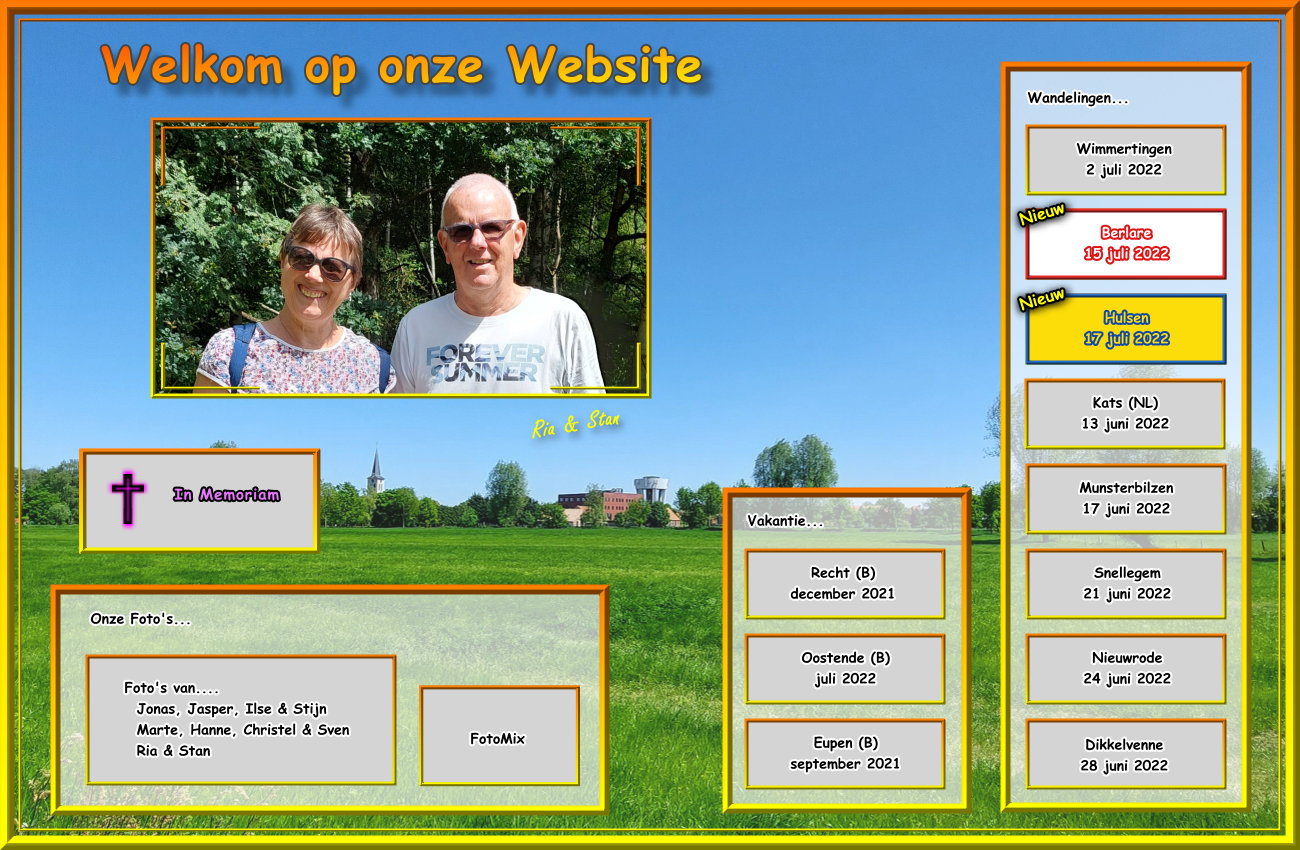 Welkom op onze Website
FOREVER
SUMMER
Ria & Stan
In Memoriam
Onze Foto's...
Foto's van....
Jonas, Jasper, Ilse & Stijn
Marte, Hanne, Christel & Sven
Ria & Stan
FotoMix
Vakantie...
Recht (B)
december 2021
Oostende (B)
juli 2022
Eupen (B)
september 2021
Wandelingen...
Wimmertingen
2 juli 2022
Nieuw
Berlare
15 juli 2022
Nieuw
Hulsen
17 juli 2022
Kats (NL)
13 juni 2022
Munsterbilzen
17 juni 2022
Snellegem
21 juni 2022
Nieuwrode
24 juni 2022
Dikkelvenne
28 juni 2022